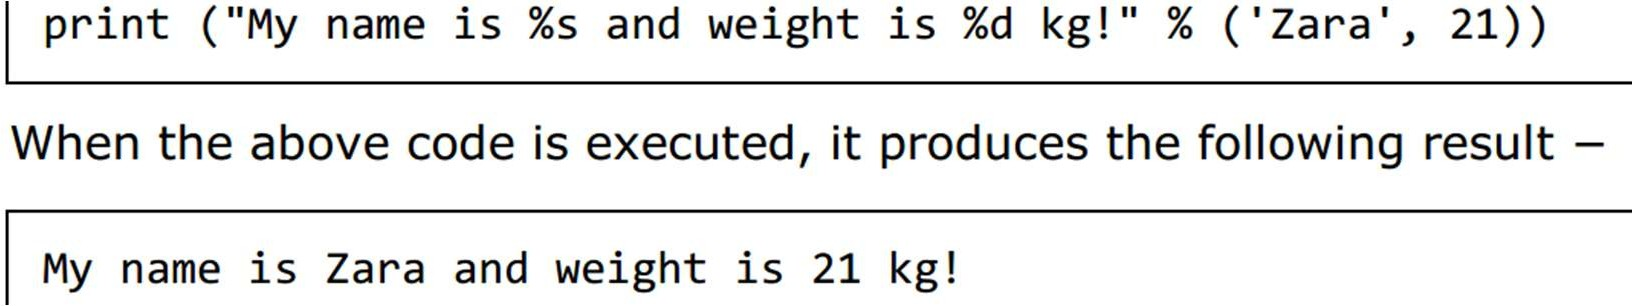 print ("My name is %s and weight is %d kg!" % ('Zara', 21))
When the above code is executed, it produces the following result −
My name is Zara and weight is 21 kg!